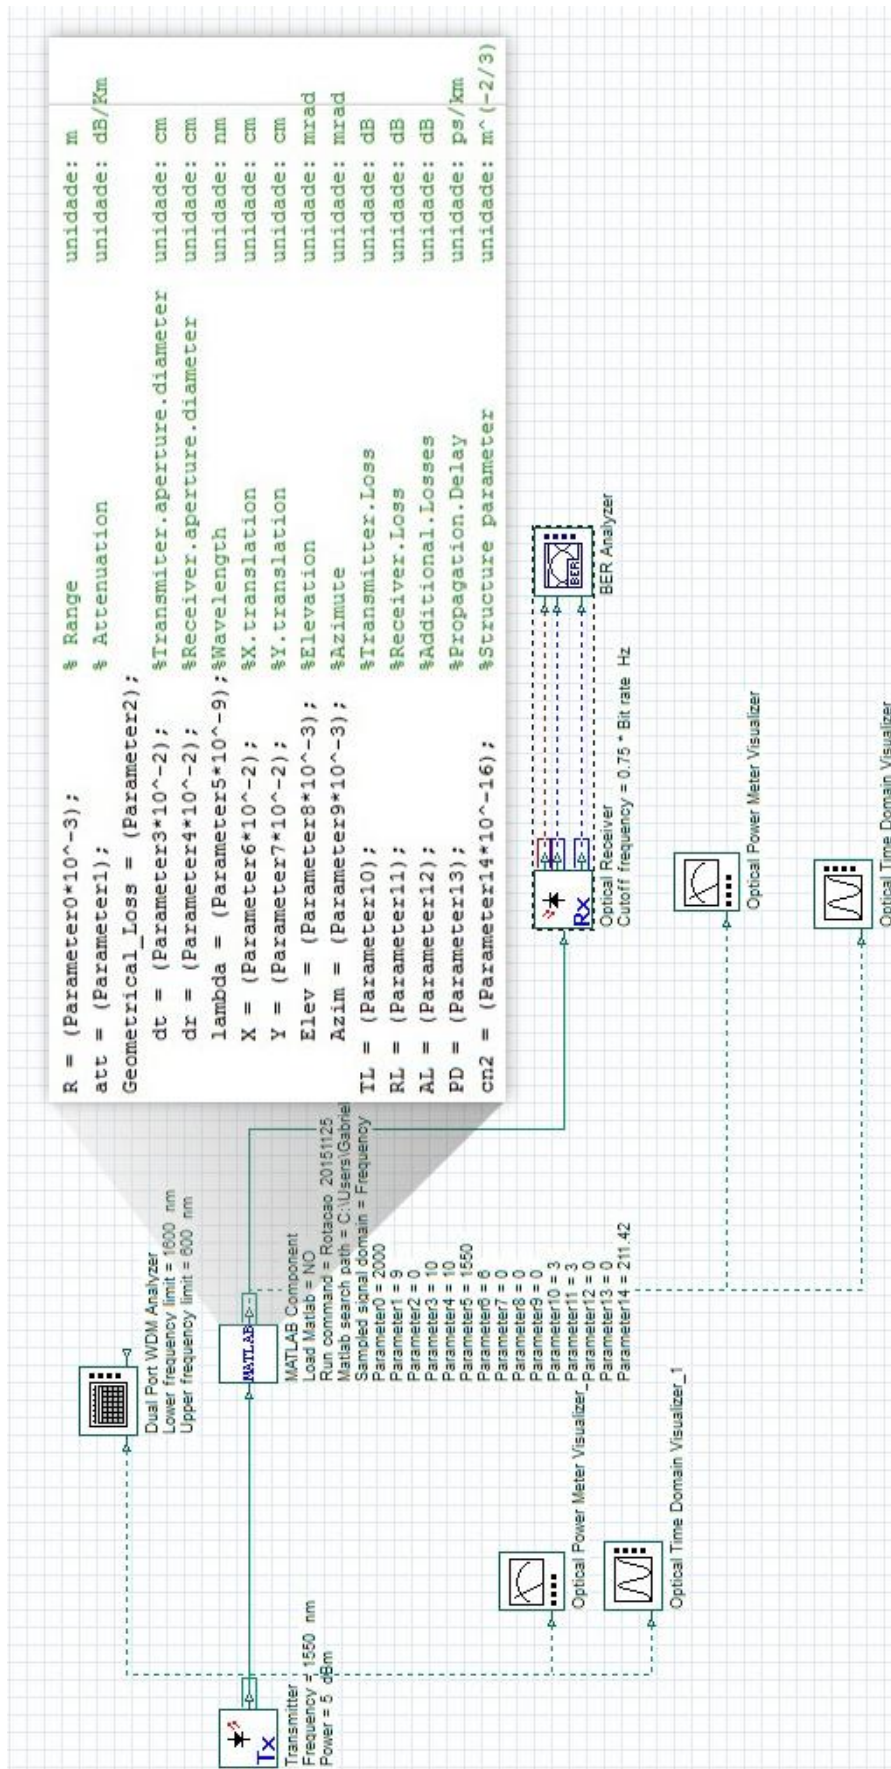 R = (Parameter0*10^-3); % Range unidade: m
att = (Parameter1); % Attenuation unidade: dB/Km
Geometrical_Loss = (Parameter2);
dt = (Parameter3*10^-2); %Transmiter.aperture.diameter unidade: cm
dr = (Parameter4*10^-2); %Receiver.aperture.diameter unidade: cm
lambda = (Parameter5*10^-9);%Wavelength unidade: nm
X = (Parameter6*10^-2); %X.translation unidade: cm
Y = (Parameter7*10^-2); %Y.translation unidade: cm
Elev = (Parameter8*10^-3); %Elevation unidade: mrad
Azim = (Parameter9*10^-3); %Azimute unidade: mrad
TL = (Parameter10); %Transmitter.Loss unidade: dB
RL = (Parameter11); %Receiver.Loss unidade: dB
AL = (Parameter12); %Additional.Losses unidade: dB
PD = (Parameter13); %Propagation.Delay unidade: ps/km
cn2 = (Parameter14*10^-16); %Structure parameter unidade: m^(-2/3)
Dual Port WDM Analyzer
Lower frequency limit = 1600 nm
Upper frequency limit = 600 nm
Tx
Transmitter
Frequency = 1550 nm
Power = 5 dBm
MATLAB
MATLAB Component
Load Matlab = NO
Run command = Rotacao 20151125
Matlab search path = C:\Users\Gabriel
Sampled signal domain = Frequency
Parameter0 = 2000
Parameter1 = 9
Parameter2 = 0
Parameter3 = 10
Parameter4 = 10
Parameter5 = 1550
Parameter6 = 6
Parameter7 = 0
Parameter8 = 0
Parameter9 = 0
Parameter10 = 3
Parameter11 = 3
Parameter12 = 0
Parameter13 = 0
Parameter14 = 211.42
Optical Power Meter Visualizer_
Optical Time Domain Visualizer_1
Rx
Optical Receiver
Cutoff frequency = 0.75 * Bit rate Hz
BER
BER Analyzer
Optical Power Meter Visualizer
Optical Time Domain Visualizer